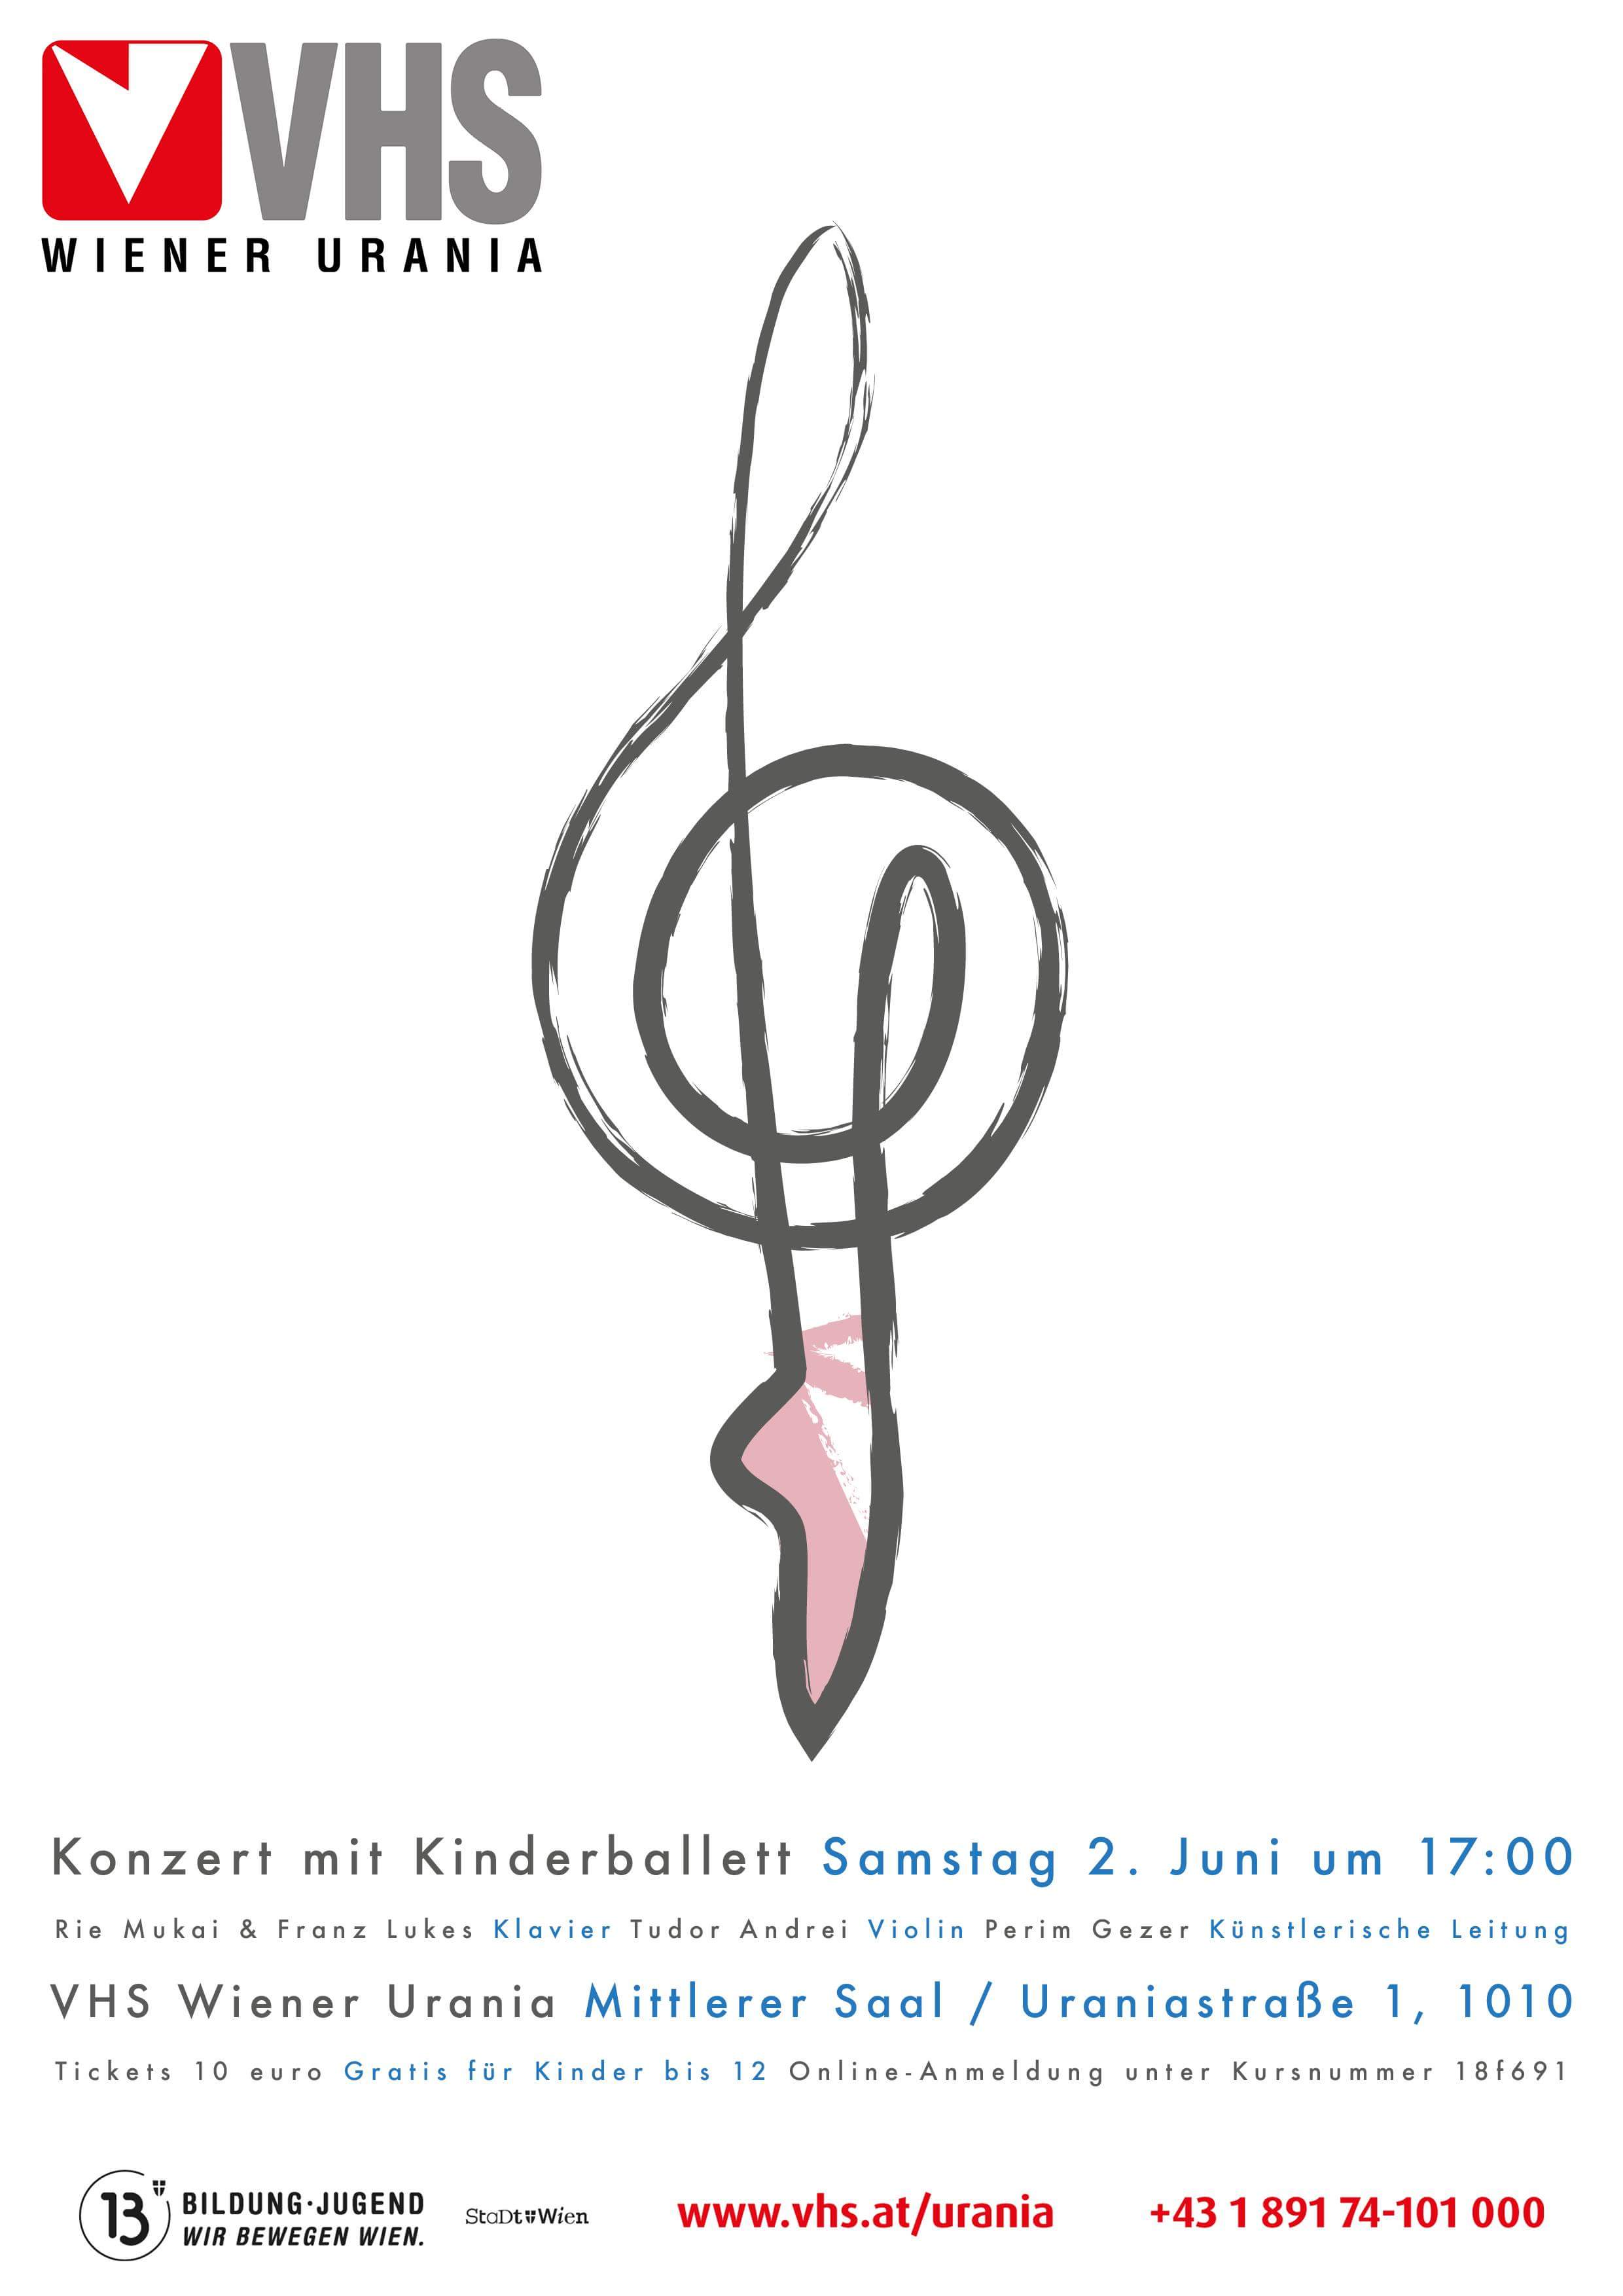 VHS
WIENER URANIA
Konzert mit Kinderballett Samstag 2. Juni um 17:00
Rie Mukai & Franz Lukes Klavier Tudor Andrei Violin Perim Gezer Künstlerische Leitung
VHS Wiener Urania Mittlerer Saal / Uraniastraße 1, 1010
Tickets 10 euro Gratis für Kinder bis 12 Online-Anmeldung unter Kursnummer 18f691
13 BILDUNG·JUGEND
WIR BEWEGEN WIEN.
StaDt Wien
www.vhs.at/urania
+43 1 891 74-101 000